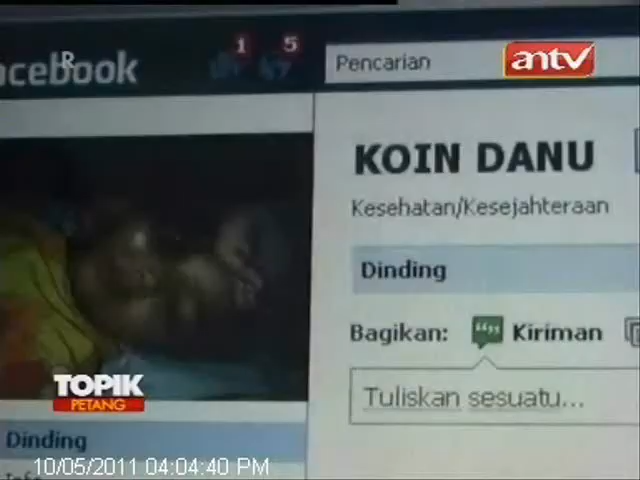 acebook
1
5
Pencarian
antv
R
KOIN DANU
Kesehatan/Kesejahteraan
Dinding
Bagikan:
Kiriman
Tuliskan sesuatu...
TOPIK
PETANG
Dinding
10/05/2011 04:04:40 PM